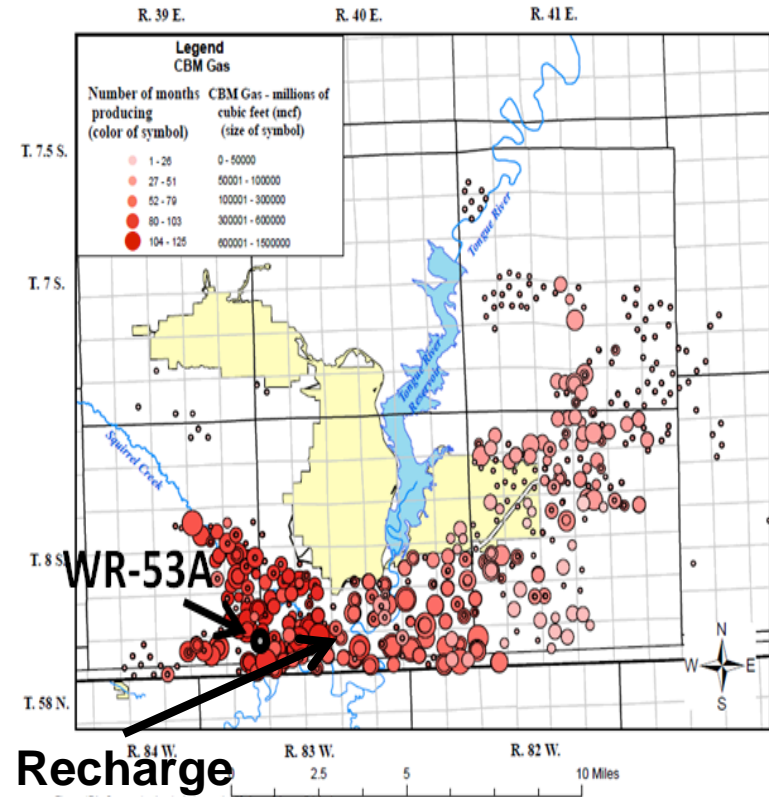 R. 39 E. R. 40 E. R. 41 E.
Legend
CBM Gas
Number of months producing (color of symbol)
CBM Gas - millions of cubic feet (mcf) (size of symbol)
1 - 26 0 - 50000
27 - 51 50001 - 100000
52 - 79 100001 - 300000
80 - 103 300001 - 600000
104 - 125 600001 - 1500000
T. 7.5 S.
Tongue River
T. 7 S.
Tongue River
Reservoir
Squirrel Creek
T. 8 S
WR-53A
N
W E
S
T. 58 N.
R. 84 W. R. 83 W. R. 82 W.
Recharge
2.5 5 10 Miles